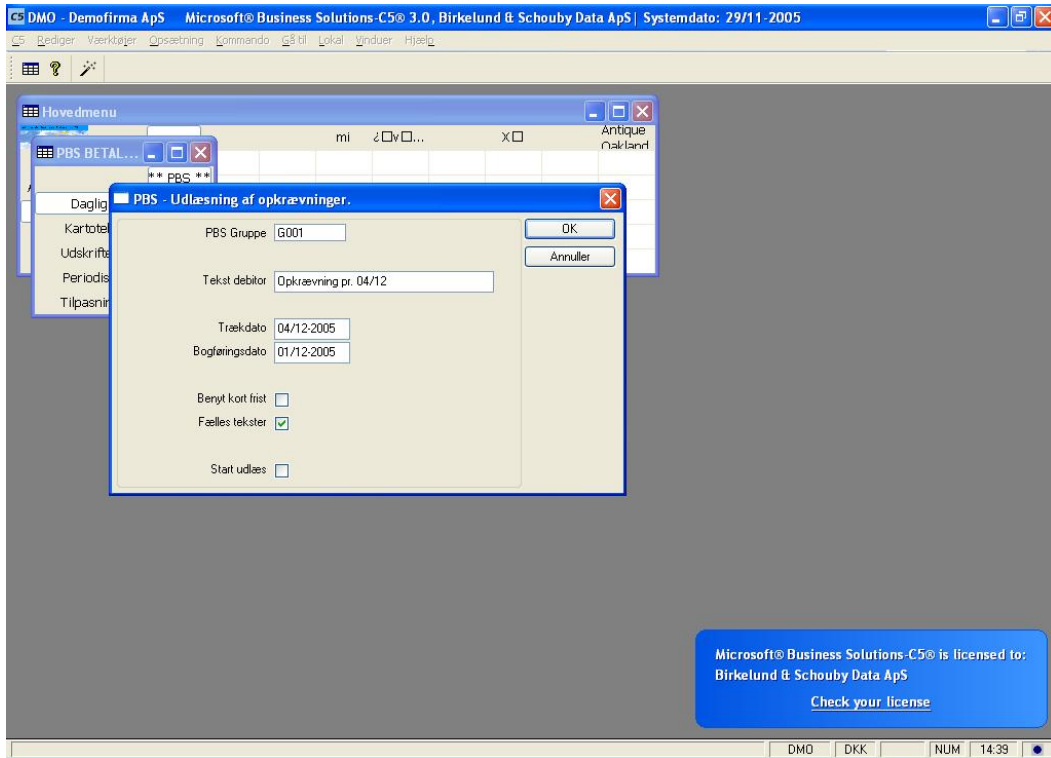 C5 DMO - Demofirma ApS Microsoft® Business Solutions-C5® 3.0, Birkelund & Schouby Data ApS | Systemdato: 29/11-2005
C5 Rediger Værktøjer Opsætning Kommando Gå til Lokal Vinduer Hjælp
Hovedmenu
mi ¿□v□... X□ Antique
Oakland
PBS BETAL...
** PBS **
Daglig
Kartotek
Udskrifte
Periodis
Tilpasnin
PBS - Udlæsning af opkrævninger.
PBS Gruppe G001
OK
Annuller
Tekst debitor Opkrævning pr. 04/12
Trækdato 04/12-2005
Bogføringsdato 01/12-2005
Benyt kort frist
Fælles tekster
Start udlæs
Microsoft® Business Solutions-C5® is licensed to:
Birkelund & Schouby Data ApS
Check your license
DMO DKK NUM 14:39